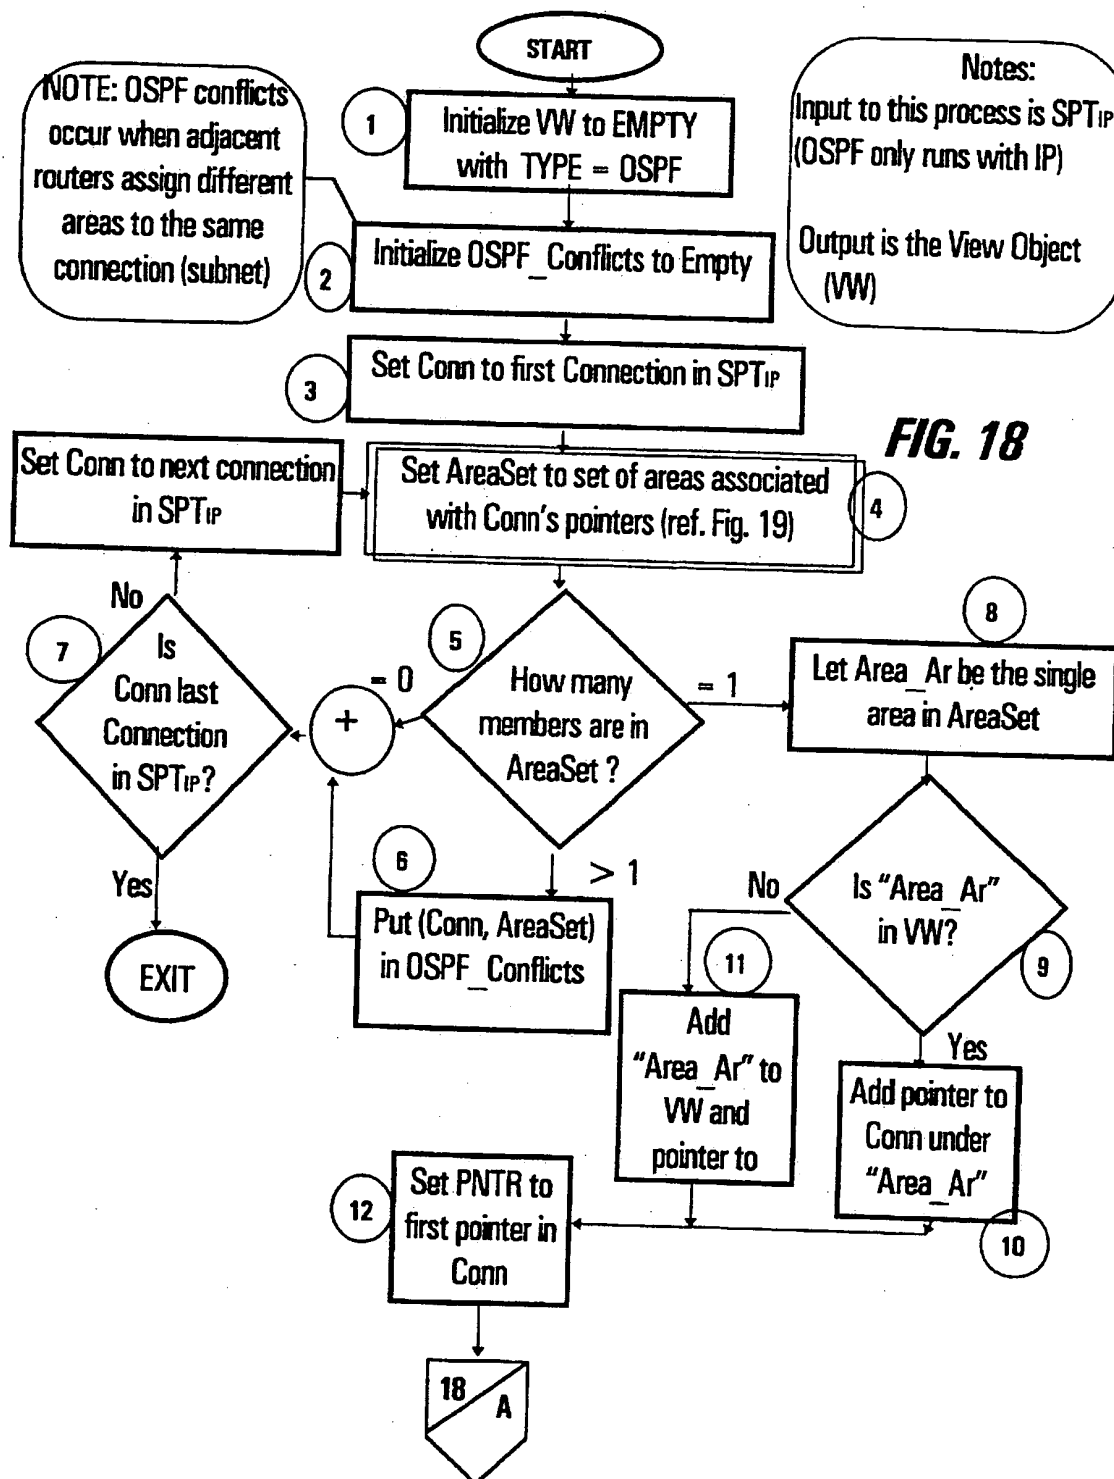 START
NOTE: OSPF conflicts
occur when adjacent
routers assign different
areas to the same
connection (subnet)
Notes:
Input to this process is SPTIP
(OSPF only runs with IP)
Output is the View Object
(VW)
1
Initialize VW to EMPTY
with TYPE = OSPF
2
Initialize OSPF_Conflicts to Empty
3
Set Conn to first Connection in SPTIP
FIG. 18
Set Conn to next connection
in SPTIP
Set AreaSet to set of areas associated
with Conn's pointers (ref. Fig. 19)
4
No
7
Is
Conn last
Connection
in SPTIP?
Yes
EXIT
= 0
+
5
How many
members are in
AreaSet ?
= 1
> 1
6
Put (Conn, AreaSet)
in OSPF_Conflicts
8
Let Area_Ar be the single
area in AreaSet
No
Is "Area_Ar"
in VW?
9
Yes
11
Add
"Area_Ar" to
VW and
pointer to
Add pointer to
Conn under
"Area_Ar"
10
12
Set PNTR to
first pointer in
Conn
18
A